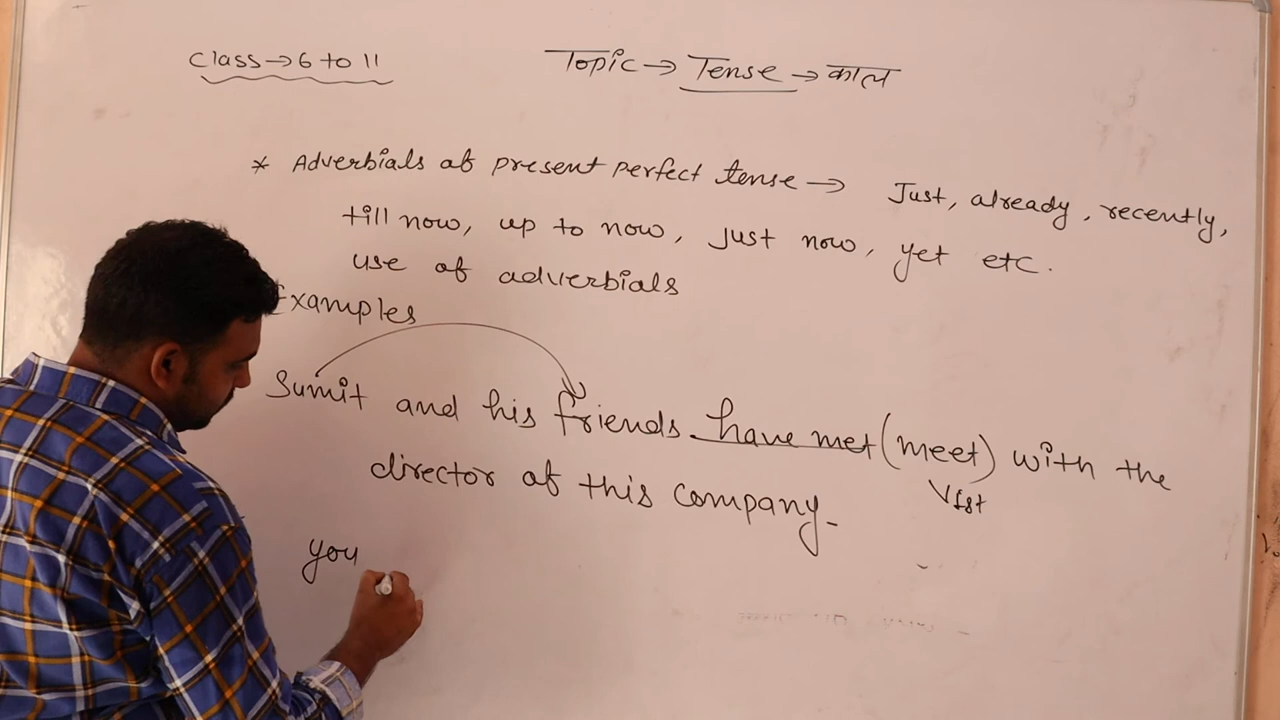 Class → 6 to 11
Topic → Tense → काल
* Adverbials of present perfect tense → Just, already, recently,
till now, up to now, just now, yet etc.
use of adverbials
Examples
Sumit and his friends have met (meet) with the
V1st
director of this company.
you